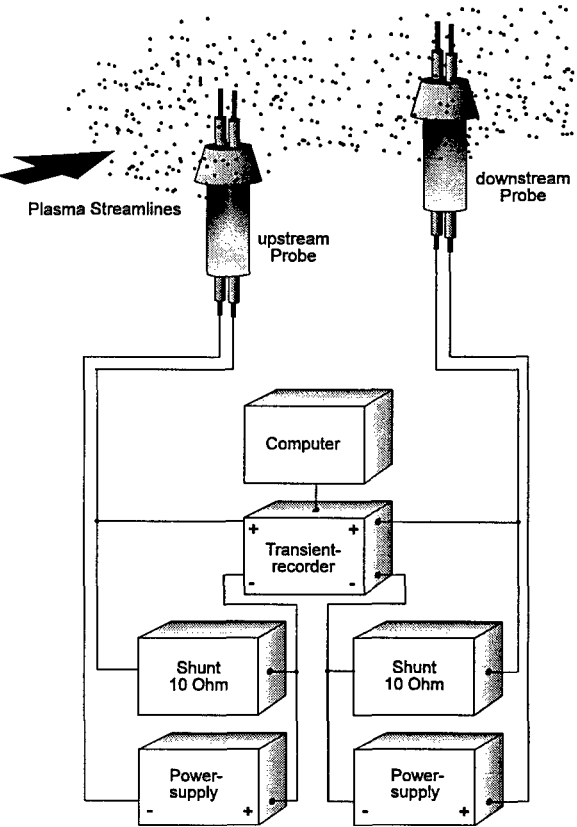 Plasma Streamlines
upstream
Probe
downstream
Probe
Computer
+ +
Transient-
recorder
- -
Shunt
10 Ohm
Shunt
10 Ohm
Power-
supply
- +
Power-
supply
- +